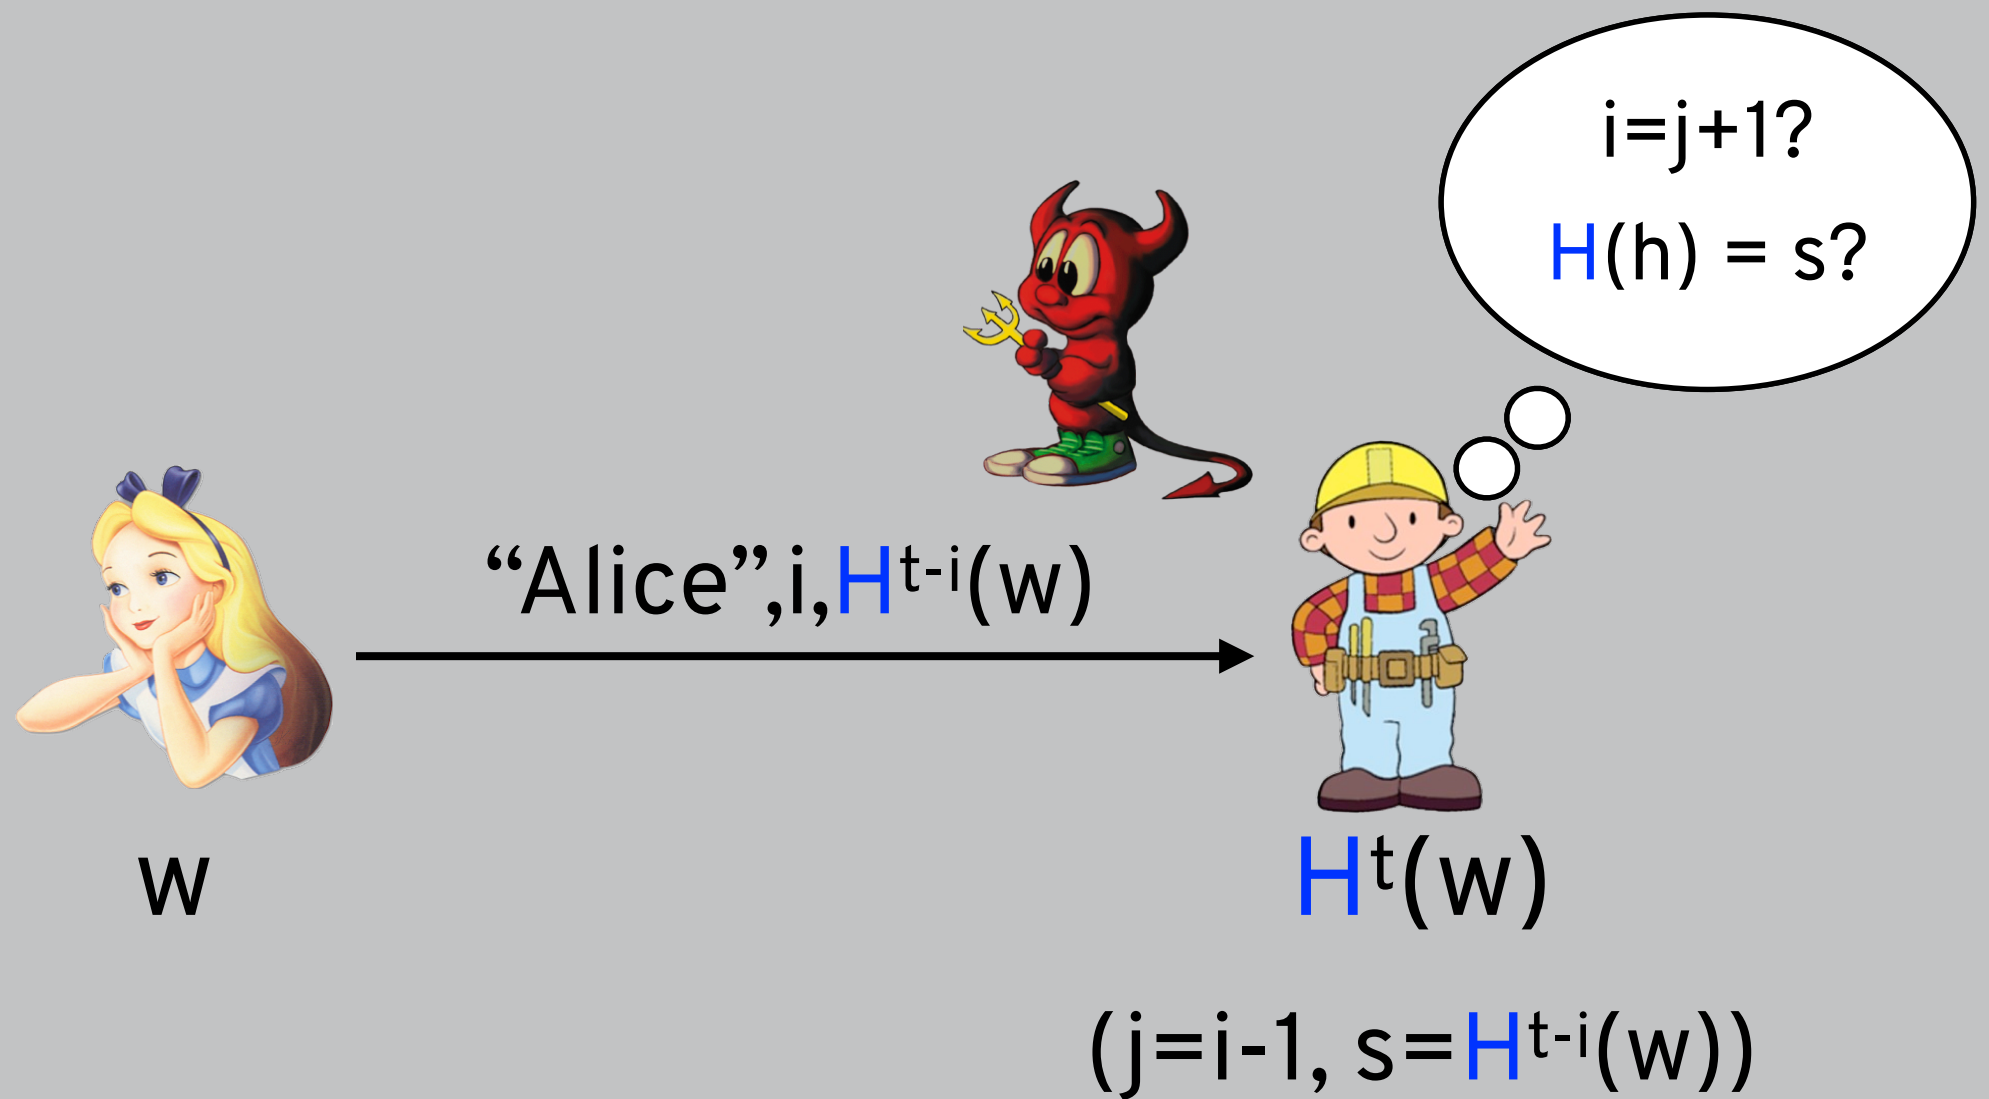 i=j+1?
H(h) = s?
“Alice”,i,Hᵗ⁻ⁱ(w)
w
Hᵗ(w)
(j=i-1, s=Hᵗ⁻ⁱ(w))